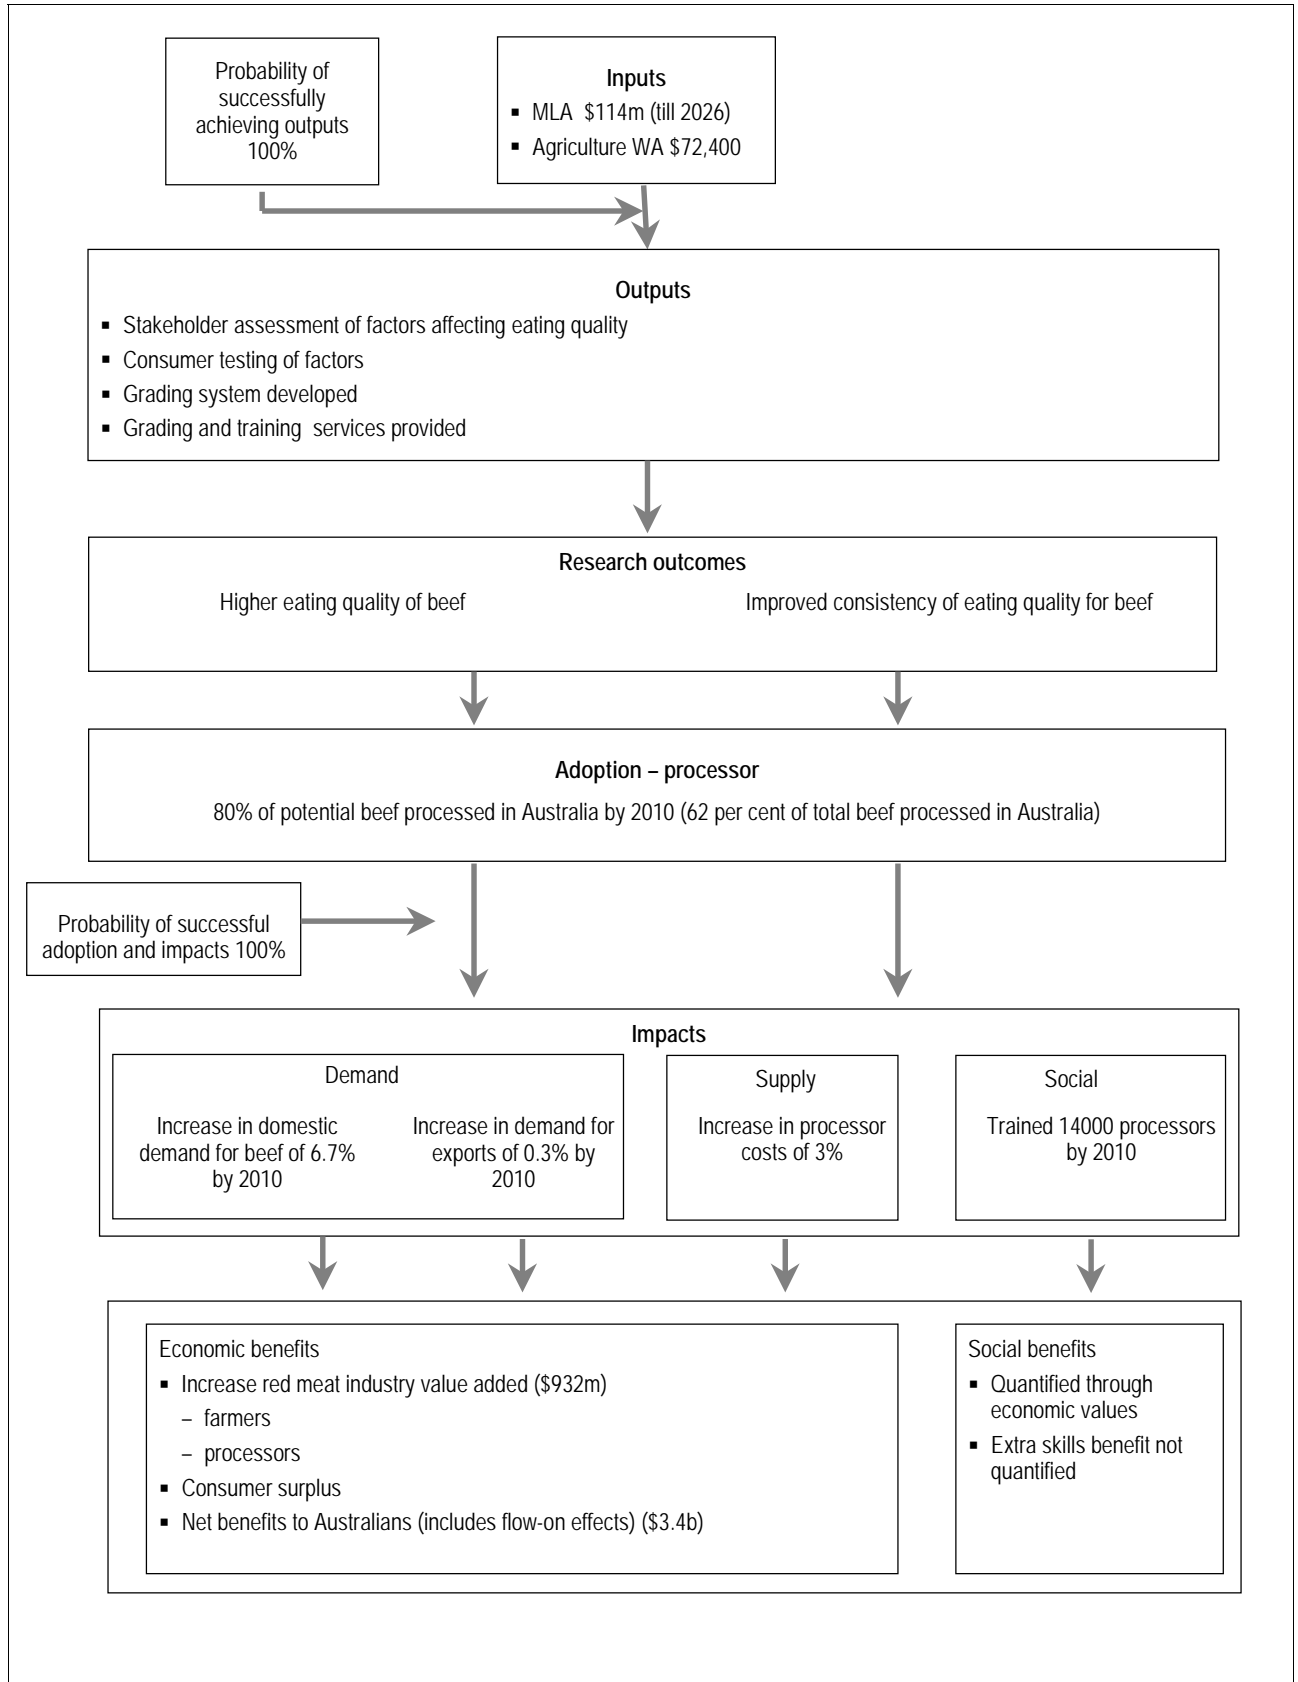 Probability of
successfully
achieving outputs
100%
Inputs
▪ MLA $114m (till 2026)
▪ Agriculture WA $72,400
Outputs
▪ Stakeholder assessment of factors affecting eating quality
▪ Consumer testing of factors
▪ Grading system developed
▪ Grading and training services provided
Research outcomes
Higher eating quality of beef
Improved consistency of eating quality for beef
Adoption – processor
80% of potential beef processed in Australia by 2010 (62 per cent of total beef processed in Australia)
Probability of successful
adoption and impacts 100%
Impacts
Demand
Increase in domestic
demand for beef of 6.7%
by 2010
Increase in demand for
exports of 0.3% by
2010
Supply
Increase in processor
costs of 3%
Social
Trained 14000 processors
by 2010
Economic benefits
▪ Increase red meat industry value added ($932m)
– farmers
– processors
▪ Consumer surplus
▪ Net benefits to Australians (includes flow-on effects) ($3.4b)
Social benefits
▪ Quantified through
economic values
▪ Extra skills benefit not
quantified